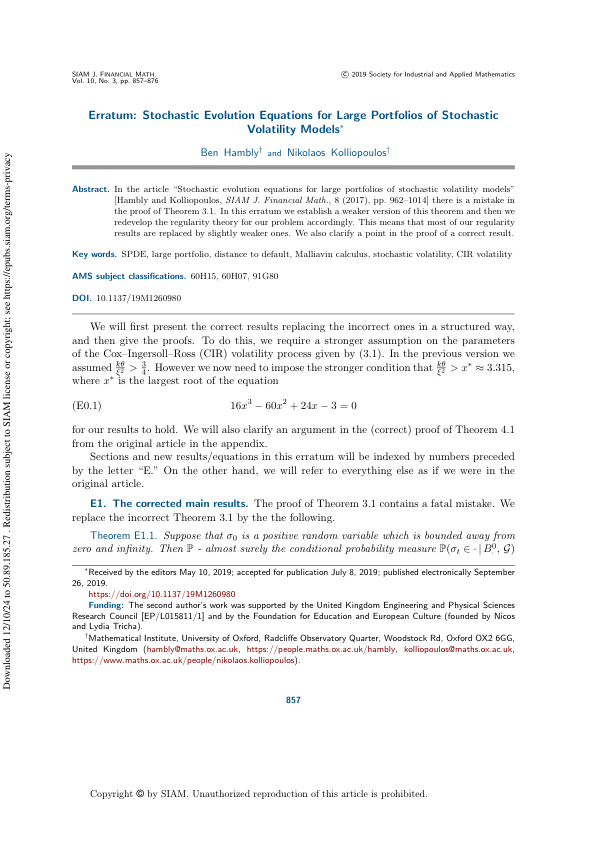 SIAM J. FINANCIAL MATH.
Vol. 10, No. 3, pp. 857–876
© 2019 Society for Industrial and Applied Mathematics
Erratum: Stochastic Evolution Equations for Large Portfolios of Stochastic
Volatility Models*
Ben Hambly† and Nikolaos Kolliopoulos†
Abstract. In the article “Stochastic evolution equations for large portfolios of stochastic volatility models”
[Hambly and Kolliopoulos, SIAM J. Financial Math., 8 (2017), pp. 962–1014] there is a mistake in
the proof of Theorem 3.1. In this erratum we establish a weaker version of this theorem and then we
redevelop the regularity theory for our problem accordingly. This means that most of our regularity
results are replaced by slightly weaker ones. We also clarify a point in the proof of a correct result.
Key words. SPDE, large portfolio, distance to default, Malliavin calculus, stochastic volatility, CIR volatility
AMS subject classifications. 60H15, 60H07, 91G80
DOI. 10.1137/19M1260980
We will first present the correct results replacing the incorrect ones in a structured way,
and then give the proofs. To do this, we require a stronger assumption on the parameters
of the Cox–Ingersoll–Ross (CIR) volatility process given by (3.1). In the previous version we
assumed kθ/ξ² > 3/4. However we now need to impose the stronger condition that kθ/ξ² > x* ≈ 3.315,
where x* is the largest root of the equation
(E0.1) 16x³ − 60x² + 24x − 3 = 0
for our results to hold. We will also clarify an argument in the (correct) proof of Theorem 4.1
from the original article in the appendix.
Sections and new results/equations in this erratum will be indexed by numbers preceded
by the letter “E.” On the other hand, we will refer to everything else as if we were in the
original article.
E1. The corrected main results. The proof of Theorem 3.1 contains a fatal mistake. We
replace the incorrect Theorem 3.1 by the the following.
Theorem E1.1. Suppose that σ₀ is a positive random variable which is bounded away from
zero and infinity. Then ℙ - almost surely the conditional probability measure ℙ(σₜ ∈ · | B⁰., 𝒢)
*Received by the editors May 10, 2019; accepted for publication July 8, 2019; published electronically September
26, 2019.
https://doi.org/10.1137/19M1260980
Funding: The second author’s work was supported by the United Kingdom Engineering and Physical Sciences
Research Council [EP/L015811/1] and by the Foundation for Education and European Culture (founded by Nicos
and Lydia Tricha).
†Mathematical Institute, University of Oxford, Radcliffe Observatory Quarter, Woodstock Rd, Oxford OX2 6GG,
United Kingdom (hambly@maths.ox.ac.uk, https://people.maths.ox.ac.uk/hambly, kolliopoulos@maths.ox.ac.uk,
https://www.maths.ox.ac.uk/people/nikolaos.kolliopoulos).
857
Copyright © by SIAM. Unauthorized reproduction of this article is prohibited.
Downloaded 12/10/24 to 50.89.185.27 . Redistribution subject to SIAM license or copyright; see https://epubs.siam.org/terms-privacy